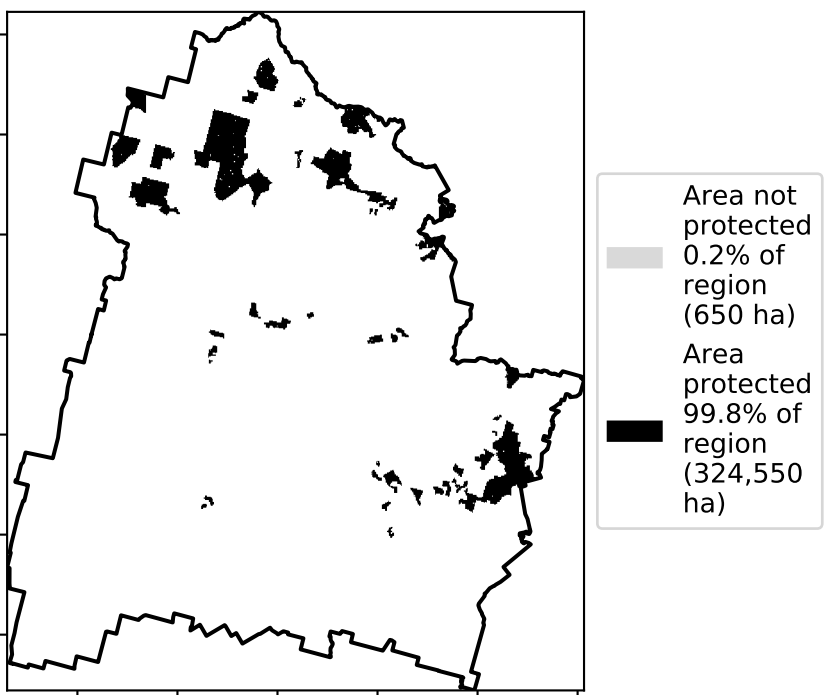 Area not
protected
0.2% of
region
(650 ha)
Area
protected
99.8% of
region
(324,550
ha)